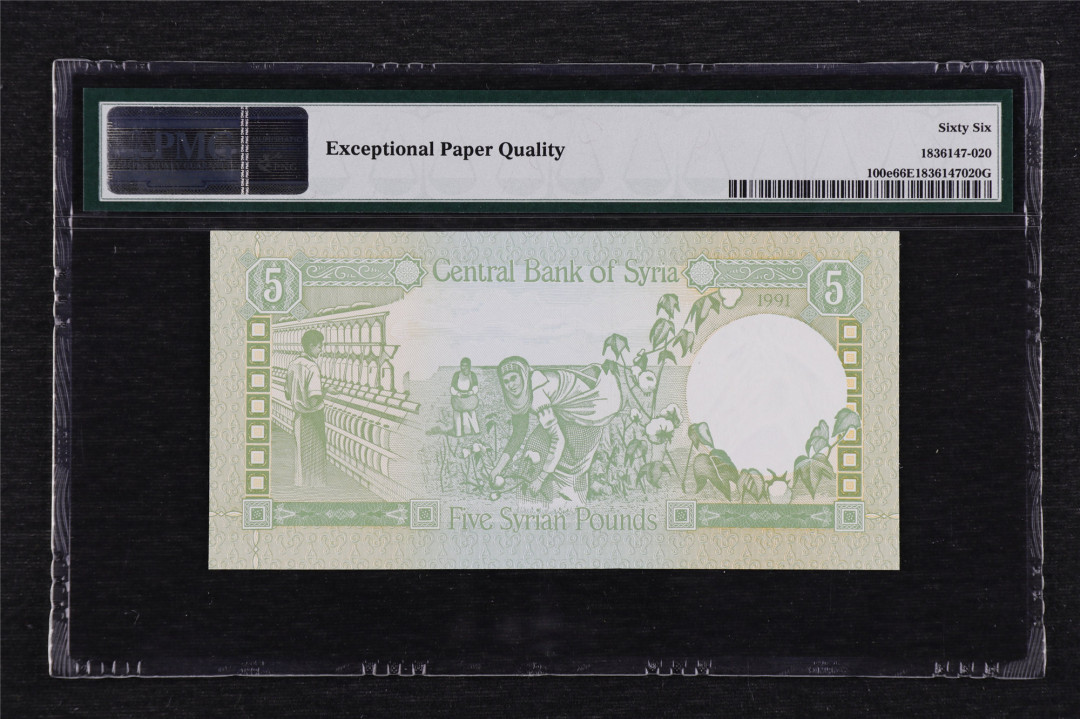 PMG
Exceptional Paper Quality
Sixty Six
1836147-020
100e66E1836147020G
5 Central Bank of Syria 5
1991
Five Syrian Pounds